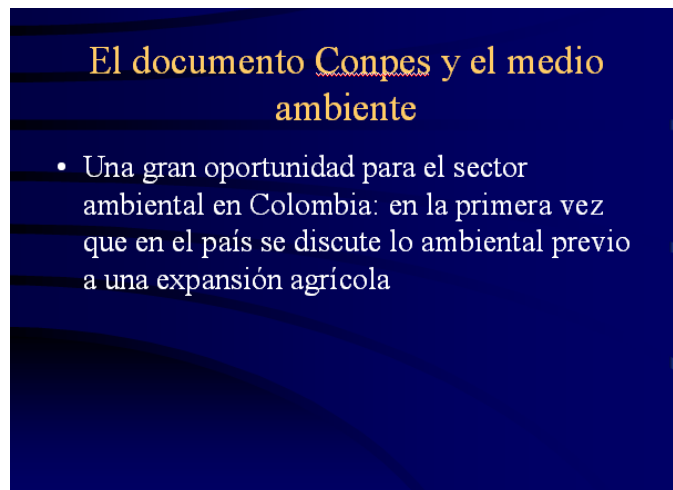 El documento Conpes y el medio
ambiente
• Una gran oportunidad para el sector
ambiental en Colombia: en la primera vez
que en el país se discute lo ambiental previo
a una expansión agrícola